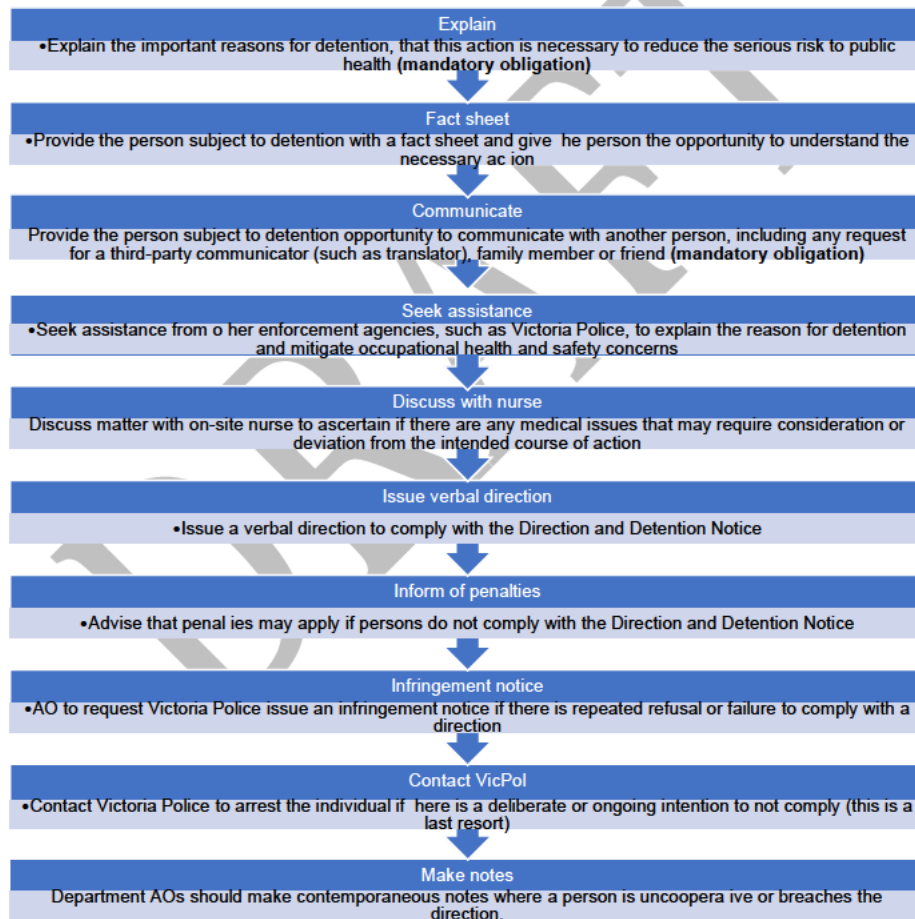 Explain
•Explain the important reasons for detention, that this action is necessary to reduce the serious risk to public
health (mandatory obligation)
Fact sheet
•Provide the person subject to detention with a fact sheet and give he person the opportunity to understand the
necessary ac ion
Communicate
Provide the person subject to detention opportunity to communicate with another person, including any request
for a third-party communicator (such as translator), family member or friend (mandatory obligation)
Seek assistance
•Seek assistance from o her enforcement agencies, such as Victoria Police, to explain the reason for detention
and mitigate occupational health and safety concerns
Discuss with nurse
Discuss matter with on-site nurse to ascertain if there are any medical issues that may require consideration or
deviation from the intended course of action
Issue verbal direction
•Issue a verbal direction to comply with the Direction and Detention Notice
Inform of penalties
•Advise that penal ies may apply if persons do not comply with the Direction and Detention Notice
Infringement notice
•AO to request Victoria Police issue an infringement notice if there is repeated refusal or failure to comply with a
direction
Contact VicPol
•Contact Victoria Police to arrest the individual if here is a deliberate or ongoing intention to not comply (this is a
last resort)
Make notes
Department AOs should make contemporaneous notes where a person is uncoopera ive or breaches the
direction.
DRAFT